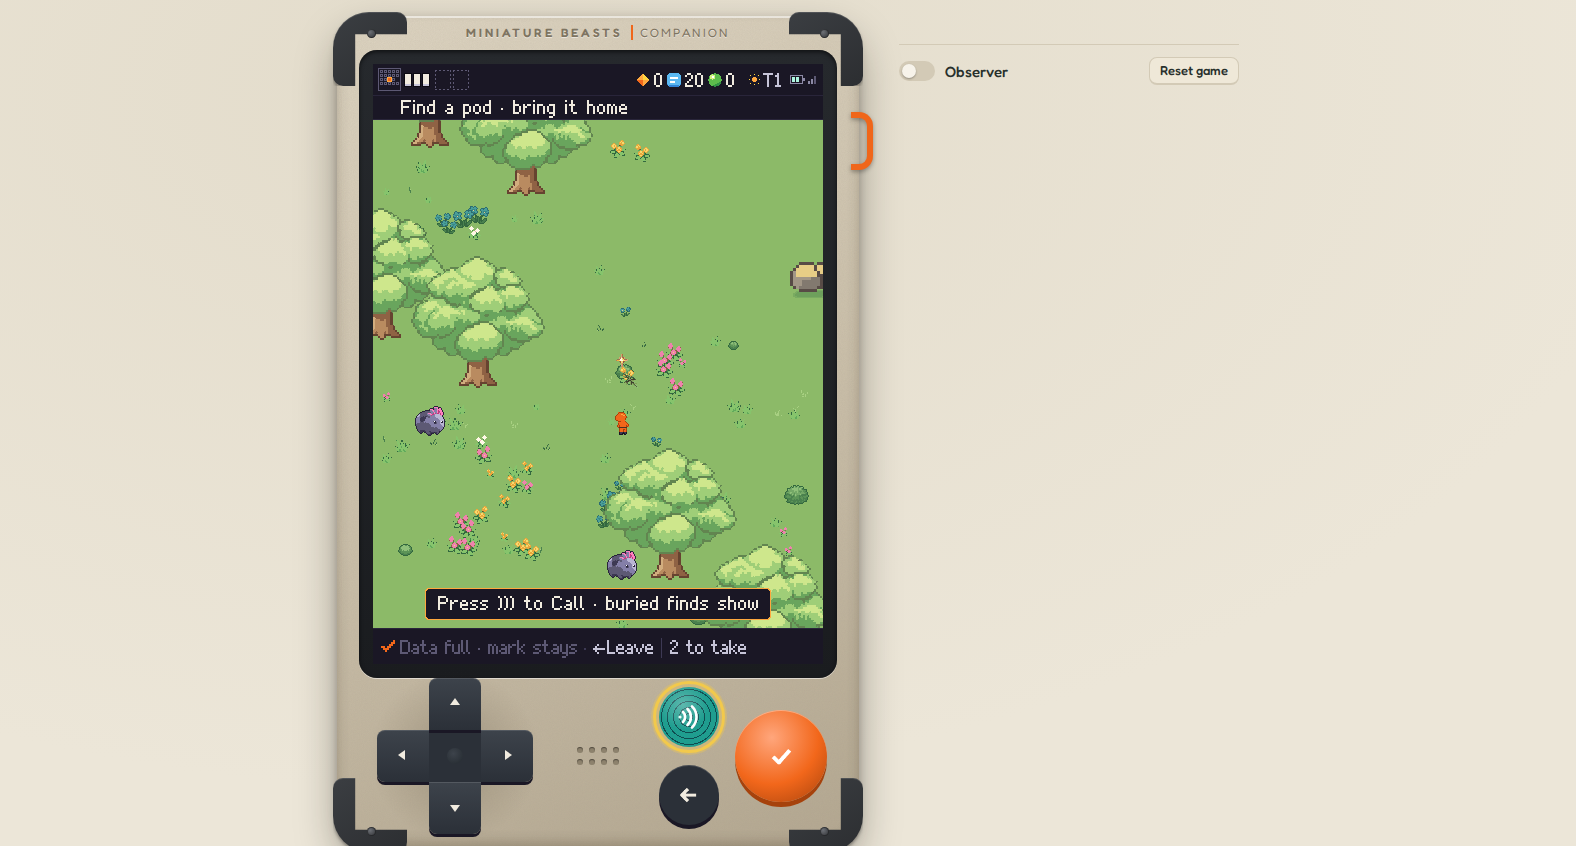 MINIATURE BEASTS | COMPANION
0 20 0 T1
Find a pod · bring it home
Observer
Reset game
Press ))) to Call · buried finds show
Data full · mark stays · ←Leave | 2 to take